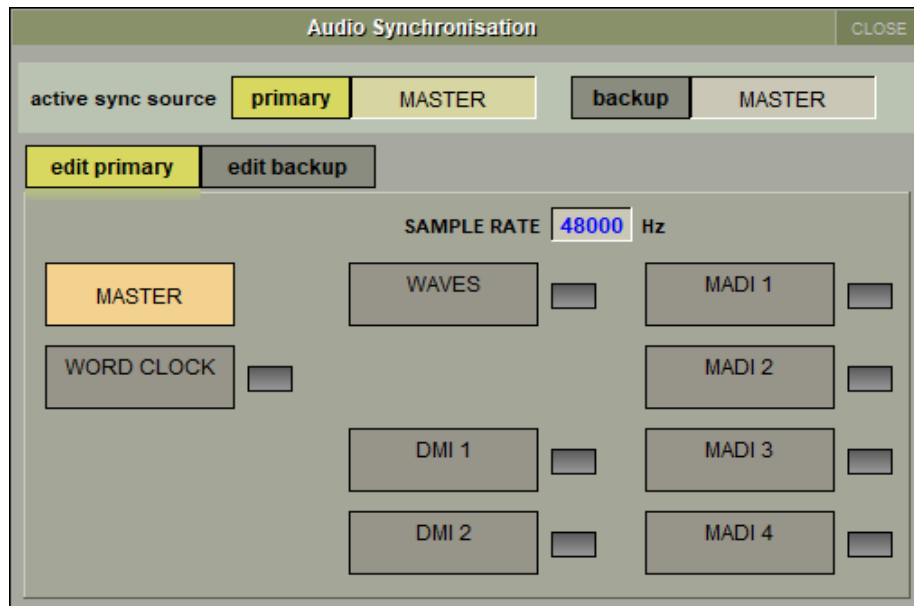 Audio Synchronisation CLOSE
active sync source primary MASTER backup MASTER
edit primary edit backup
SAMPLE RATE 48000 Hz
MASTER WAVES MADI 1
WORD CLOCK MADI 2
DMI 1 MADI 3
DMI 2 MADI 4